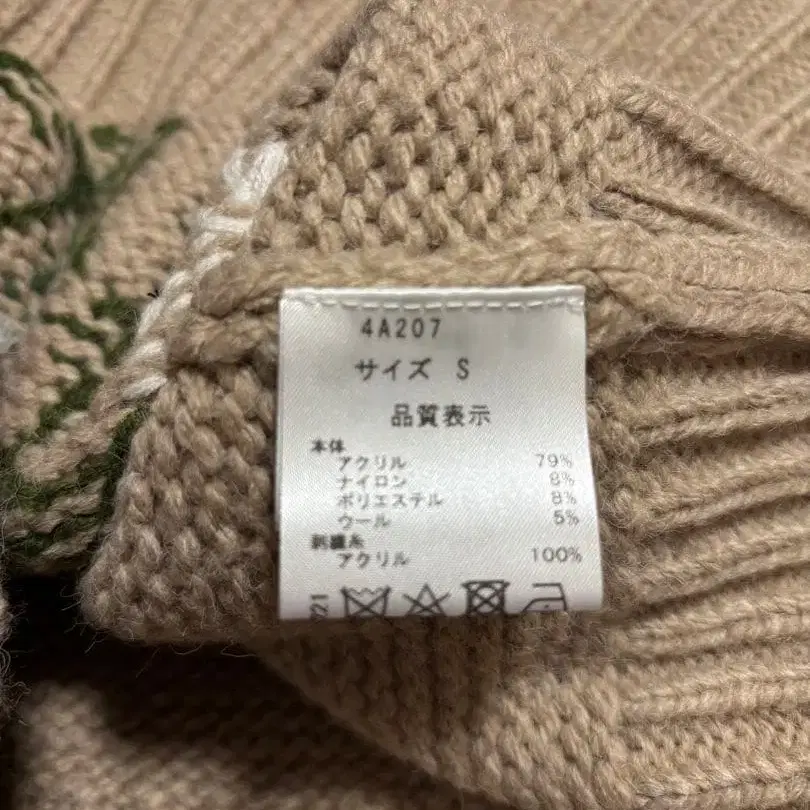 4A207
サイズ S
品質表示
本体
アクリル 79%
ナイロン 8%
ポリエステル 8%
ウール 5%
刺繍糸
アクリル 100%